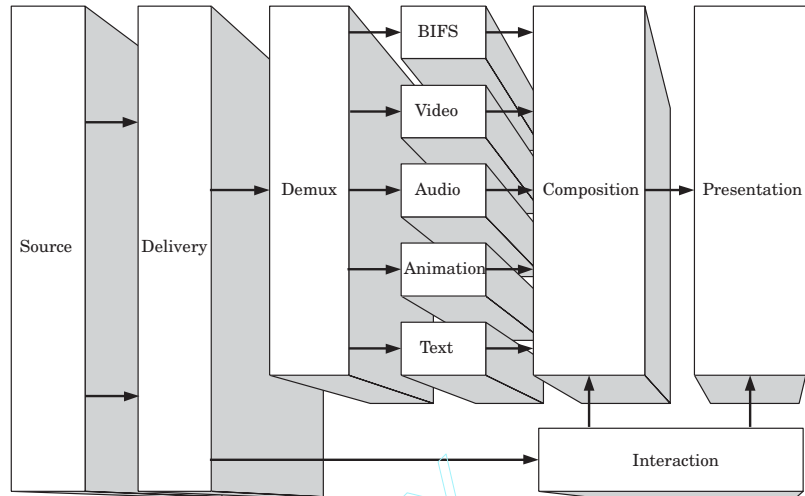 Source
Delivery
Demux
BIFS
Video
Audio
Animation
Text
Composition
Presentation
Interaction